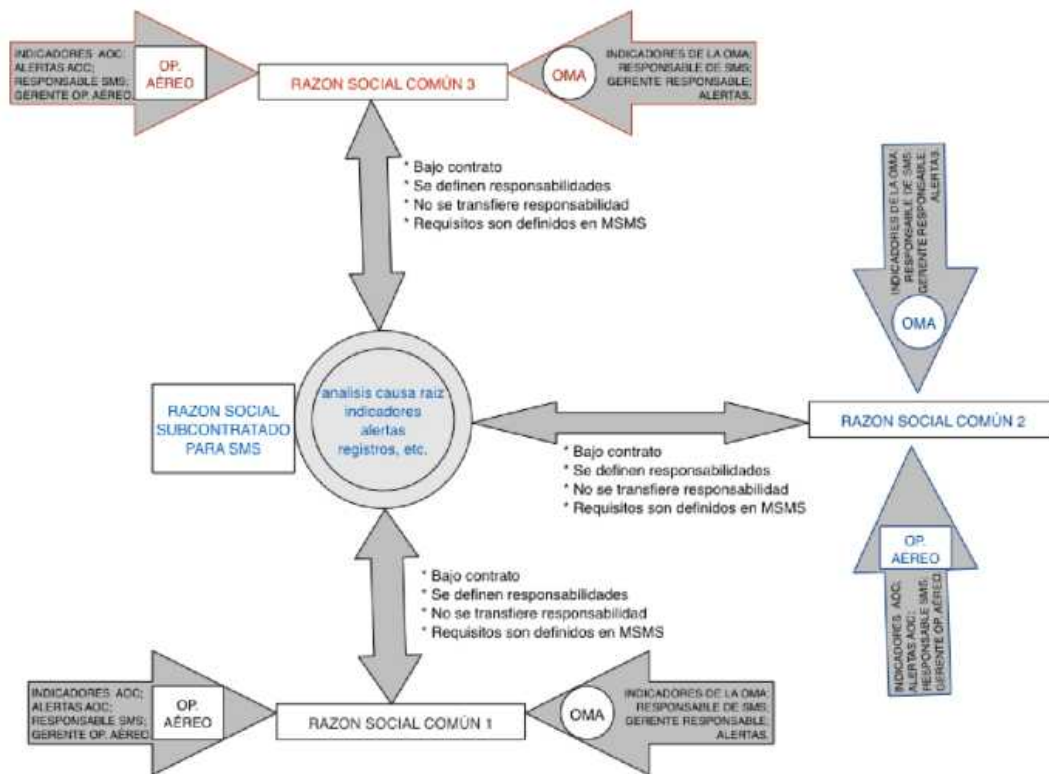 INDICADORES AOC;
ALERTAS AOC;
RESPONSABLE SMS;
GERENTE OP. AÉREO.
OP.
AÉREO
RAZON SOCIAL COMÚN 3
OMA
INDICADORES DE LA OMA;
RESPONSABLE DE SMS;
GERENTE RESPONSABLE;
ALERTAS.
* Bajo contrato
* Se definen responsabilidades
* No se transfiere responsabilidad
* Requisitos son definidos en MSMS
INDICADORES DE LA OMA;
RESPONSABLE DE SMS;
GERENTE RESPONSABLE;
ALERTAS.
OMA
RAZON SOCIAL
SUBCONTRATADO
PARA SMS
analisis causa raiz
indicadores
alertas
registros, etc.
RAZON SOCIAL COMÚN 2
* Bajo contrato
* Se definen responsabilidades
* No se transfiere responsabilidad
* Requisitos son definidos en MSMS
OP.
AÉREO
INDICADORES AOC;
ALERTAS AOC;
RESPONSABLE SMS;
GERENTE OP. AÉREO
* Bajo contrato
* Se definen responsabilidades
* No se transfiere responsabilidad
* Requisitos son definidos en MSMS
INDICADORES AOC;
ALERTAS AOC;
RESPONSABLE SMS;
GERENTE OP. AÉREO
OP.
AÉREO
RAZON SOCIAL COMÚN 1
OMA
INDICADORES DE LA OMA;
RESPONSABLE DE SMS;
GERENTE RESPONSABLE;
ALERTAS.